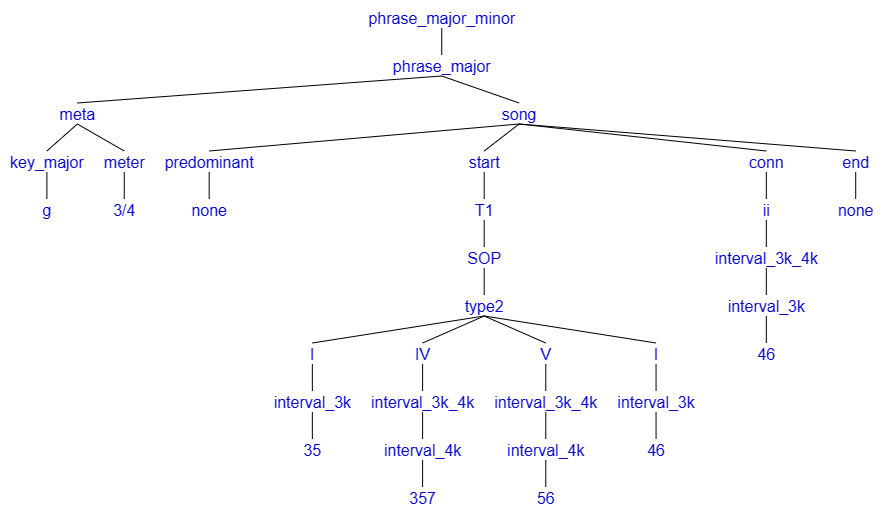 phrase_major_minor
phrase_major
meta song
key_major meter predominant start conn end
g 3/4 none T1 ii none
SOP interval_3k_4k
type2 interval_3k
I IV V I 46
interval_3k interval_3k_4k interval_3k_4k interval_3k
35 interval_4k interval_4k 46
357 56